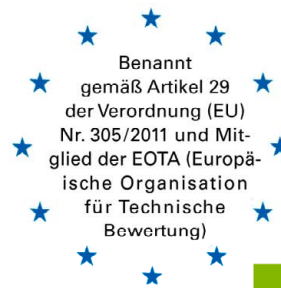 Benannt
gemäß Artikel 29
der Verordnung (EU)
Nr. 305/2011 und Mit-
glied der EOTA (Europä-
ische Organisation
für Technische
Bewertung)